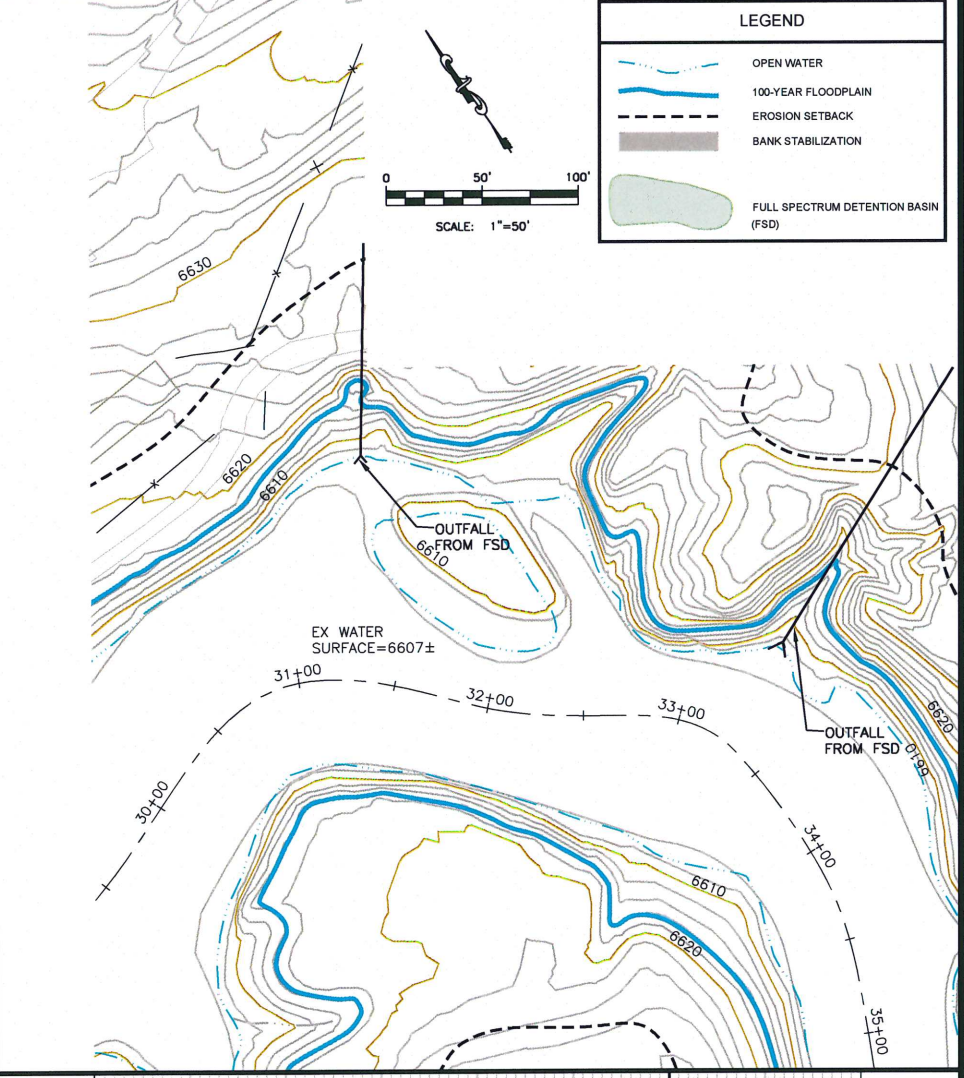 LEGEND
OPEN WATER
100-YEAR FLOODPLAIN
EROSION SETBACK
BANK STABILIZATION
FULL SPECTRUM DETENTION BASIN
(FSD)
0 50' 100'
SCALE: 1"=50'
6630
6620
6610
OUTFALL
FROM FSD
6610
EX WATER
SURFACE=6607±
31+00
32+00
33+00
30+00
34+00
35+00
OUTFALL
FROM FSD
6620
6610
6610
6620